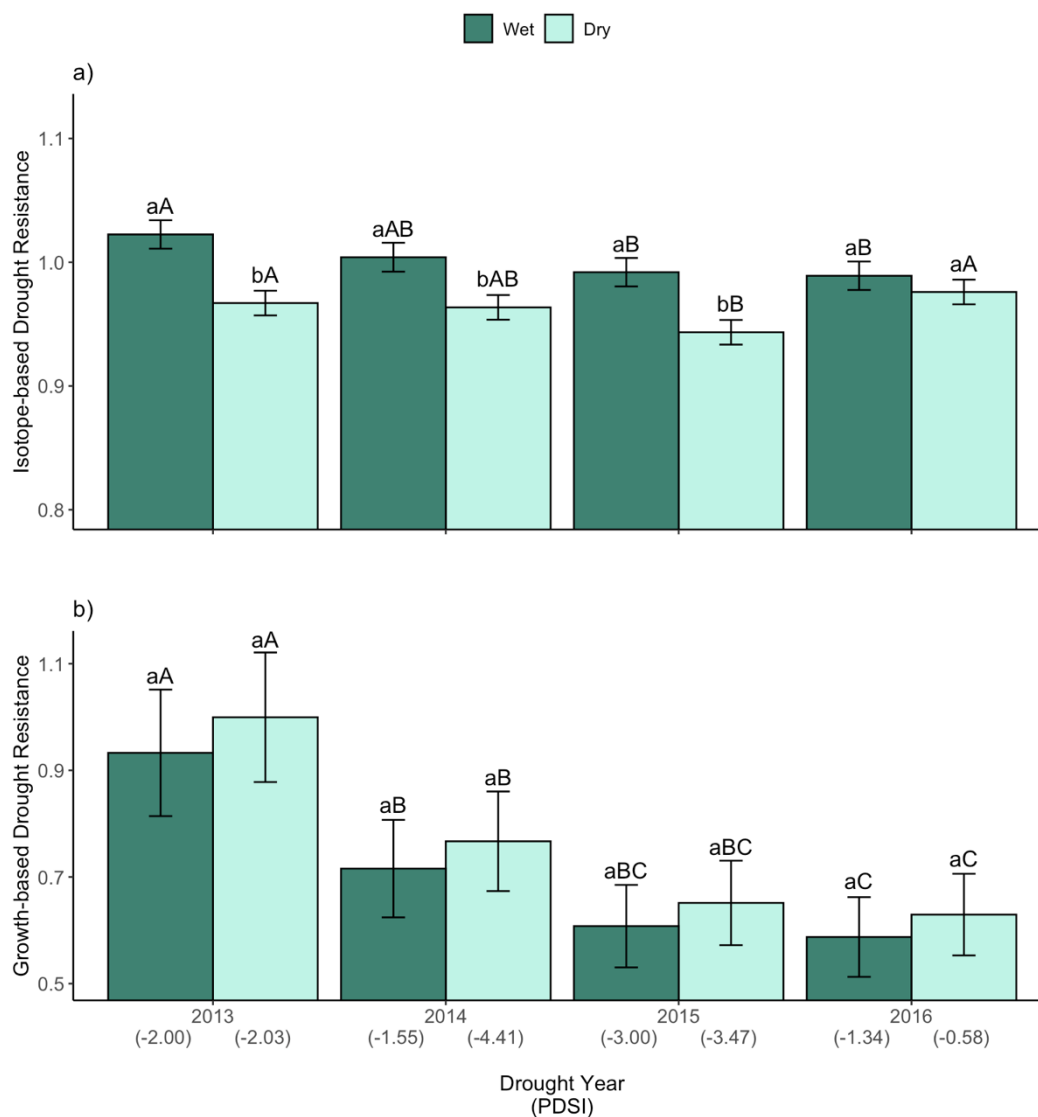 Wet Dry
a)
Isotope-based Drought Resistance
1.1
1.0
0.9
0.8
aA
bA
aAB
bAB
aB
bB
aB
aA
b)
Growth-based Drought Resistance
1.1
0.9
0.7
0.5
aA
aA
aB
aB
aBC
aBC
aC
aC
2013 2014 2015 2016
(-2.00) (-2.03) (-1.55) (-4.41) (-3.00) (-3.47) (-1.34) (-0.58)
Drought Year
(PDSI)